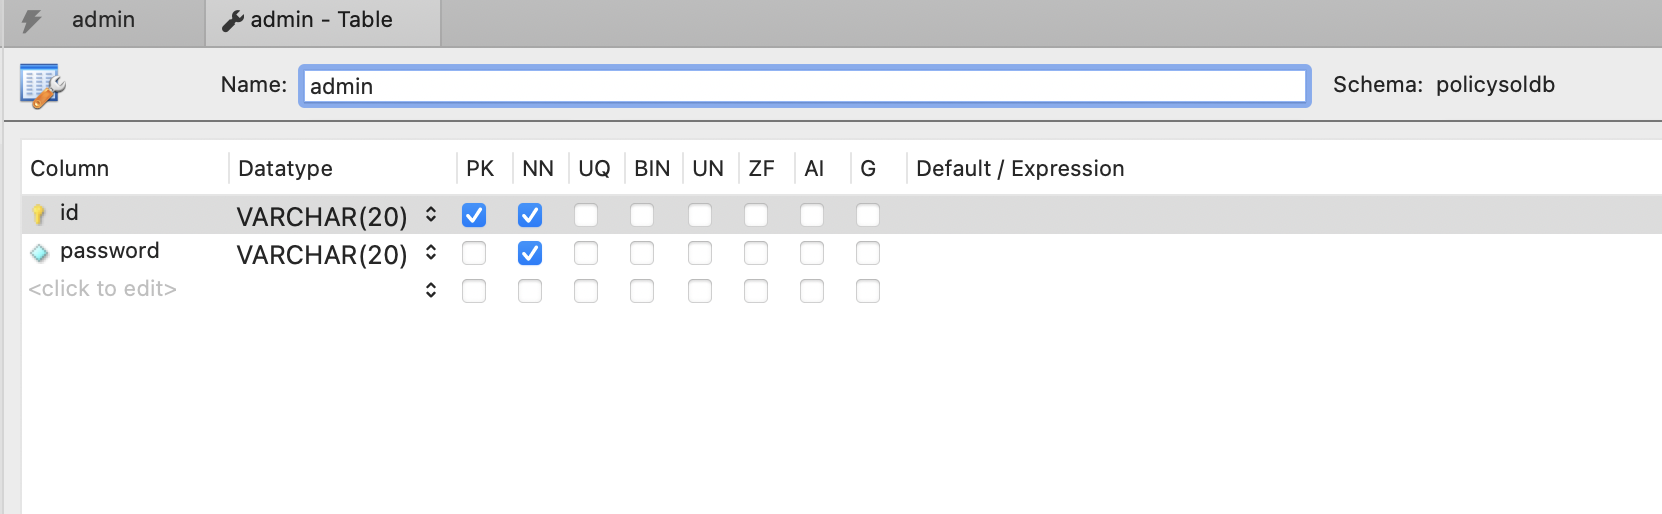 admin admin - Table
Name: admin Schema: policysoldb
Column Datatype PK NN UQ BIN UN ZF AI G Default / Expression
id VARCHAR(20)
password VARCHAR(20)
<click to edit>